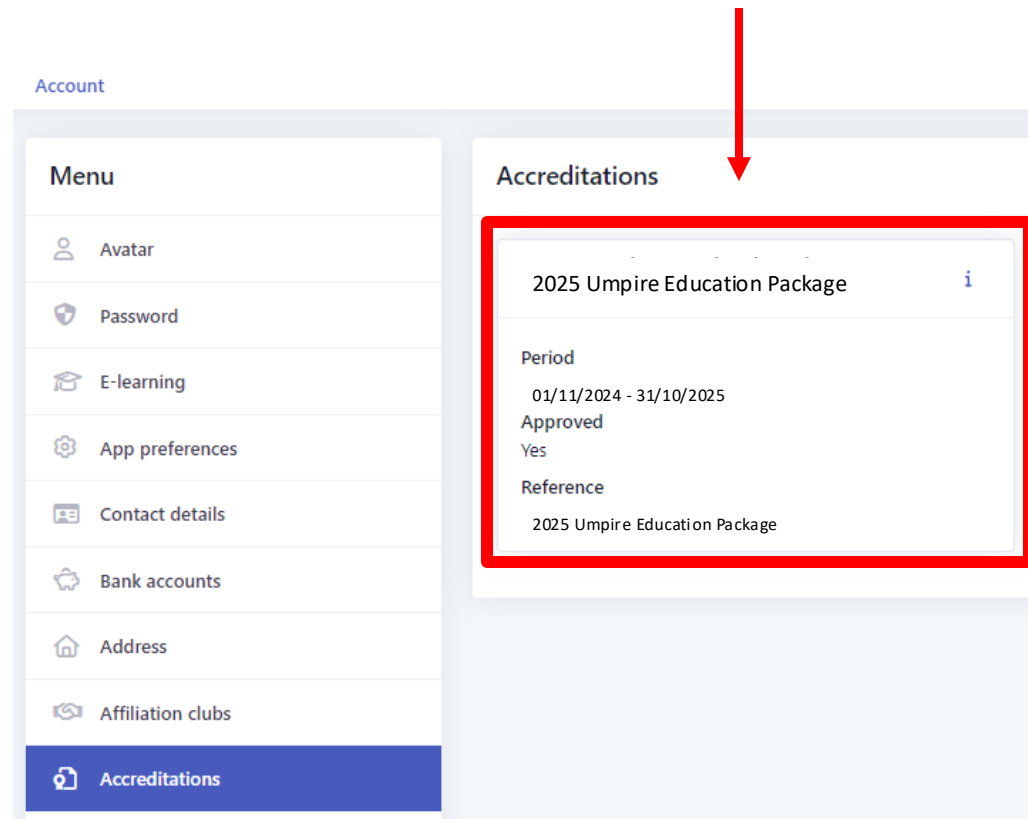 Account
Menu
Avatar
Password
E-learning
App preferences
Contact details
Bank accounts
Address
Affiliation clubs
Accreditations
Accreditations
2025 Umpire Education Package
i
Period
01/11/2024 - 31/10/2025
Approved
Yes
Reference
2025 Umpire Education Package